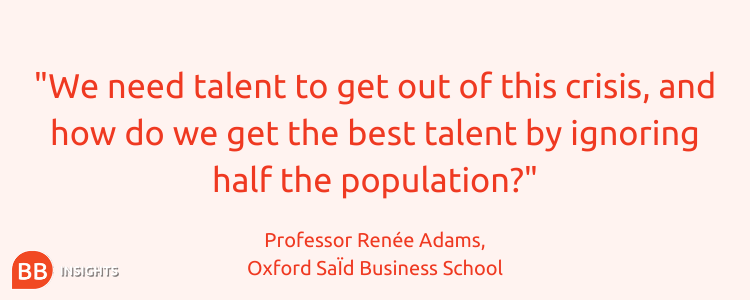 "We need talent to get out of this crisis, and
how do we get the best talent by ignoring
half the population?"
Professor Renée Adams,
Oxford SaÏd Business School
BB INSIGHTS